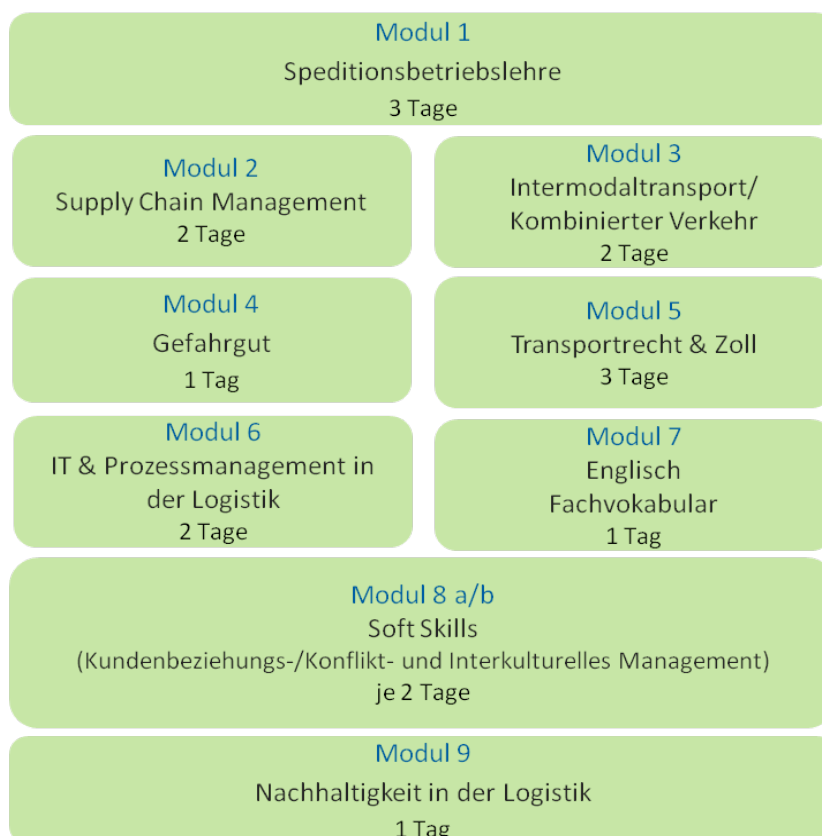 Modul 1
Speditionsbetriebslehre
3 Tage
Modul 2
Supply Chain Management
2 Tage
Modul 3
Intermodaltransport/
Kombinierter Verkehr
2 Tage
Modul 4
Gefahrgut
1 Tag
Modul 5
Transportrecht & Zoll
3 Tage
Modul 6
IT & Prozessmanagement in
der Logistik
2 Tage
Modul 7
Englisch
Fachvokabular
1 Tag
Modul 8 a/b
Soft Skills
(Kundenbeziehungs-/Konflikt- und Interkulturelles Management)
je 2 Tage
Modul 9
Nachhaltigkeit in der Logistik
1 Tag